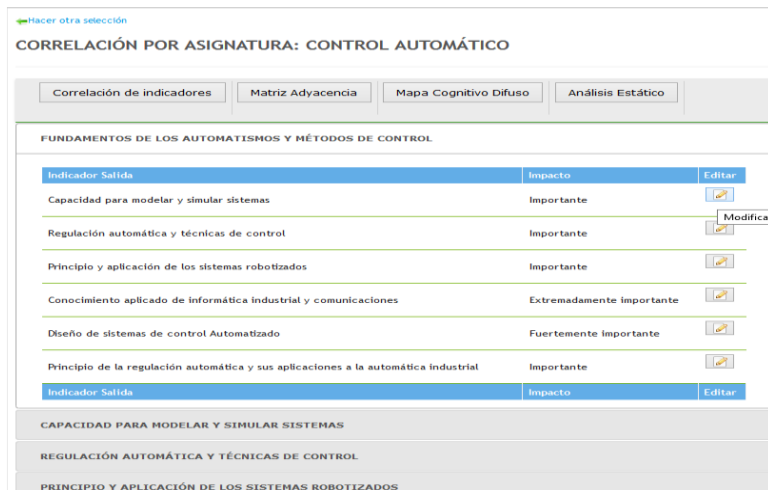 Hacer otra selección
CORRELACIÓN POR ASIGNATURA: CONTROL AUTOMÁTICO
Correlación de indicadores Matriz Adyacencia Mapa Cognitivo Difuso Análisis Estático
FUNDAMENTOS DE LOS AUTOMATISMOS Y MÉTODOS DE CONTROL
Indicador Salida Impacto Editar
Capacidad para modelar y simular sistemas Importante
Modifica
Regulación automática y técnicas de control Importante
Principio y aplicación de los sistemas robotizados Importante
Conocimiento aplicado de informática industrial y comunicaciones Extremadamente importante
Diseño de sistemas de control Automatizado Fuertemente importante
Principio de la regulación automática y sus aplicaciones a la automática industrial Importante
Indicador Salida Impacto Editar
CAPACIDAD PARA MODELAR Y SIMULAR SISTEMAS
REGULACIÓN AUTOMÁTICA Y TÉCNICAS DE CONTROL
PRINCIPIO Y APLICACIÓN DE LOS SISTEMAS ROBOTIZADOS